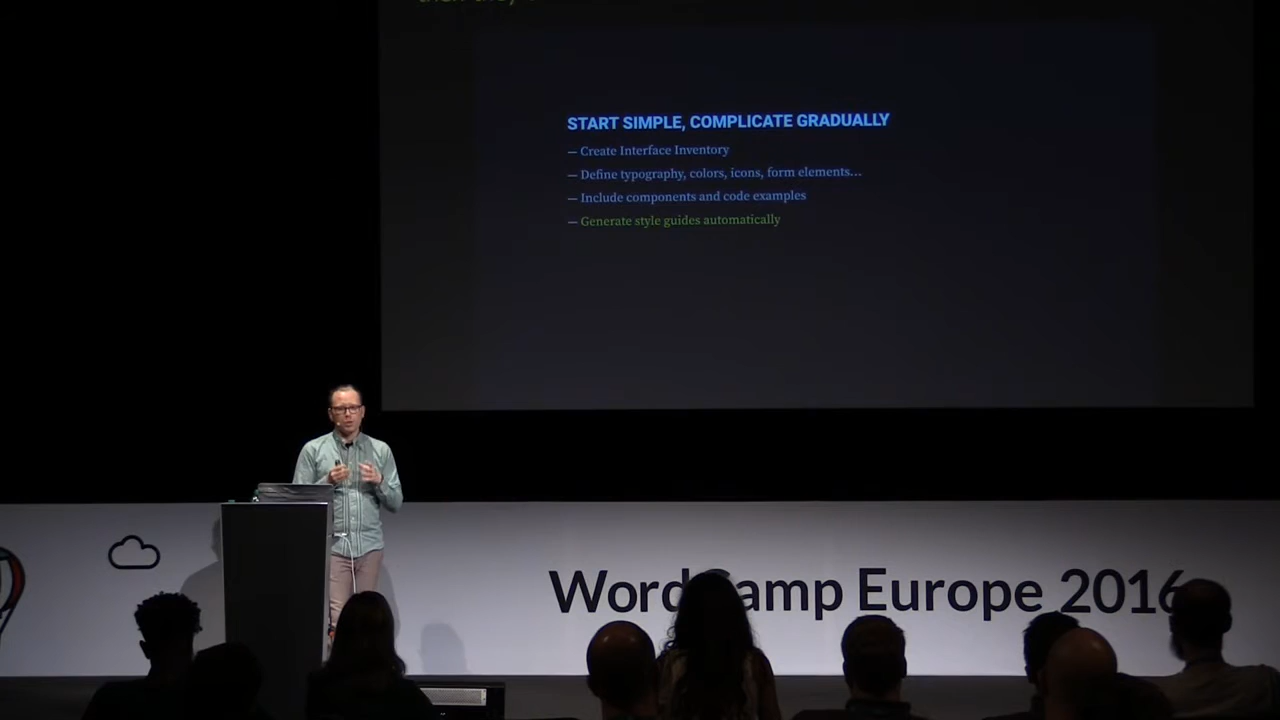 START SIMPLE, COMPLICATE GRADUALLY
— Create Interface Inventory
— Define typography, colors, icons, form elements...
— Include components and code examples
— Generate style guides automatically
WordCamp Europe 2016